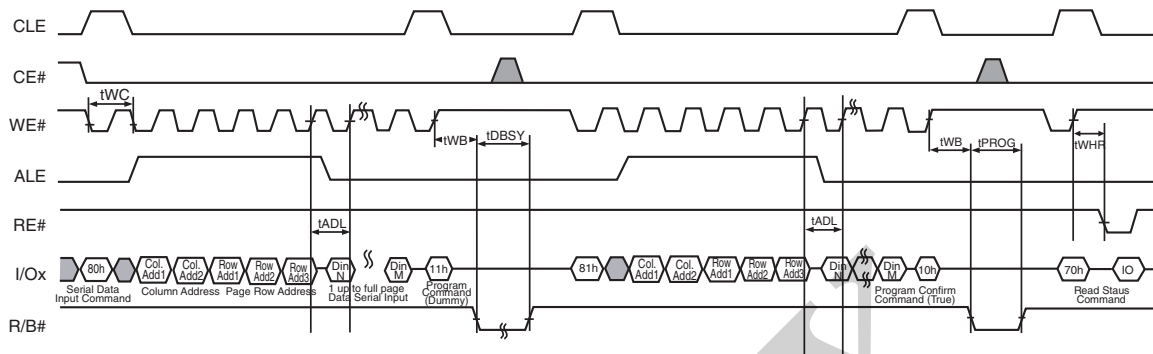 CLE
CE#
tWC
WE#
tWB
tDBSY
tWB
tPROG
tWHR
ALE
RE#
tADL
tADL
I/Ox
80h
Col. Add1
Col. Add2
Row Add1
Row Add2
Row Add3
Din N
Din M
11h
81h
Col. Add1
Col. Add2
Row Add1
Row Add2
Row Add3
Din N
Din M
10h
70h
IO
Serial Data
Input Command
Column Address
Page Row Address
1 up to full page
Data Serial Input
Program
Command
(Dummy)
Program Confirm
Command (True)
Read Staus
Command
R/B#